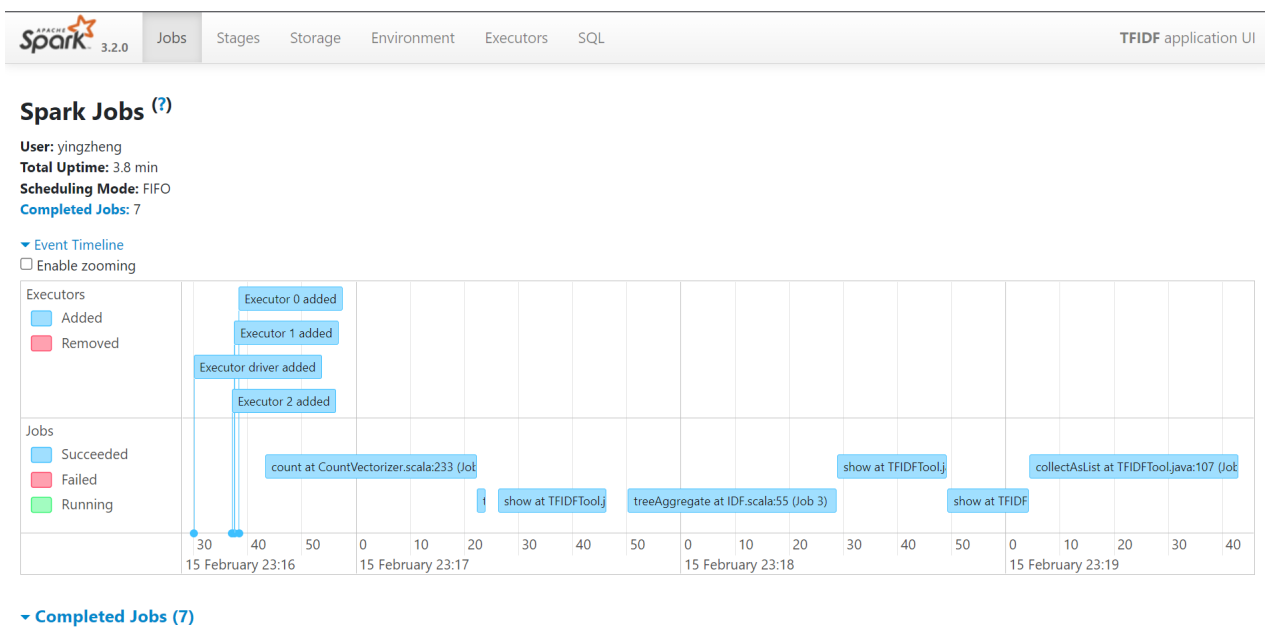 APACHE
Spark 3.2.0 Jobs Stages Storage Environment Executors SQL TFIDF application UI
Spark Jobs (?)
User: yingzheng
Total Uptime: 3.8 min
Scheduling Mode: FIFO
Completed Jobs: 7
Event Timeline
Enable zooming
Executors
Added
Removed
Executor 0 added
Executor 1 added
Executor driver added
Executor 2 added
Jobs
Succeeded
Failed
Running
count at CountVectorizer.scala:233 (Job
show at TFIDFTool.j
collectAsList at TFIDFTool.java:107 (Job
t
show at TFIDFTool.j
treeAggregate at IDF.scala:55 (Job 3)
show at TFIDF
30 40 50 0 10 20 30 40 50 0 10 20 30 40 50 0 10 20 30 40
15 February 23:16 15 February 23:17 15 February 23:18 15 February 23:19
Completed Jobs (7)